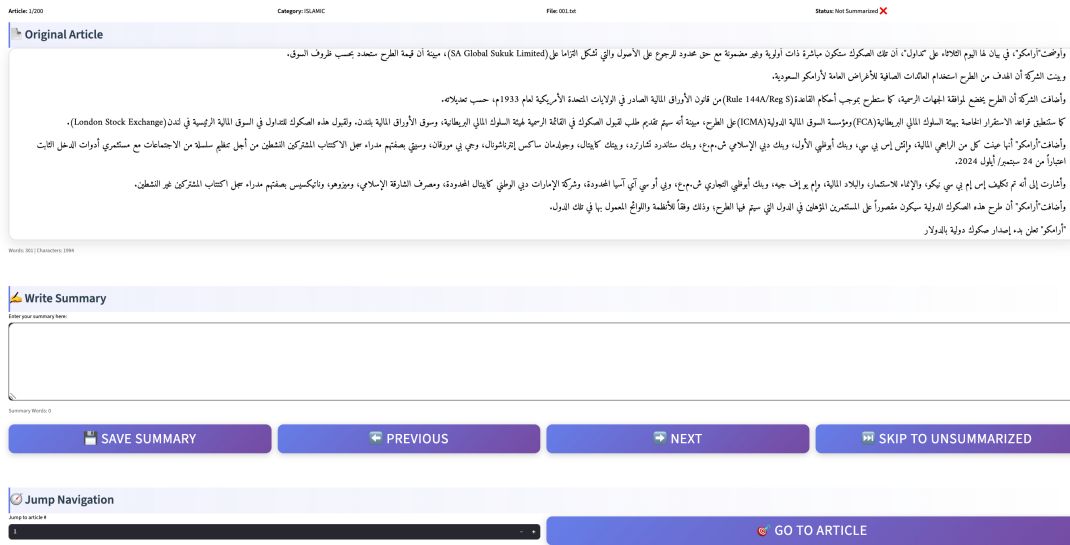 Article: 1/200
Category: ISLAMIC
File: 001.txt
Status: Not Summarized ❌
Original Article
وأوضحت"أرامكو"، في بيان لها اليوم الثلاثاء على "تداول"، أن تلك الصكوك ستكون مباشرة ذات أولوية وغير مضمونة مع حق محدود للرجوع على الأصول والتي تشكل التزاما على(SA Global Sukuk Limited)، مبينة أن قيمة الطرح ستحدد بحسب ظروف السوق.
وبينت الشركة أن الهدف من الطرح استخدام العائدات الصافية للأغراض العامة لأرامكو السعودية.
وأضافت الشركة أن الطرح يخضع لموافقة الجهات الرسمية، كما ستطرح بموجب أحكام القاعدة(Rule 144A/Reg S)من قانون الأوراق المالية الصادر في الولايات المتحدة الأمريكية لعام 1933م، حسب تعديلاته.
كما ستنطبق قواعد الاستقرار الخاصة بهيئة السلوك المالي البريطانية(FCA)ومؤسسة السوق المالية الدولية(ICMA)على الطرح، مبينة أنه سيتم تقديم طلب لقبول الصكوك في القائمة الرسمية لهيئة السلوك المالي البريطانية، وسوق الأوراق المالية بلندن. ولقبول هذه الصكوك للتداول في السوق المالية الرئيسية في لندن(London Stock Exchange).
وأضافت"أرامكو" أنها عينت كل من الراجحي المالية، وإتش إس بي سي، وبنك أبوظبي الأول، وبنك دبي الإسلامي ش.م.ع، وبنك ستاندرد تشارترد، وبيتك كابيتال، وجولدمان ساكس إنترناشونال، وجي بي مورقان، وسيتي بصفتهم مدراء سجل الاكتتاب المشتركين النشطين من أجل تنظيم سلسلة من الاجتماعات مع مستثمري أدوات الدخل الثابت
اعتباراً من 24 سبتمبر/ أيلول 2024.
وأشارت إلى أنه تم تكليف إس إم بي سي نيكو، والإنماء للاستثمار، والبلاد المالية، وإم يو إف جيه، وبنك أبوظبي التجاري ش.م.ع، وبي أو سي آي آسيا المحدودة، وشركة الإمارات دبي الوطني كابيتال المحدودة، ومصرف الشارقة الإسلامي، وميزوهو، وناتيكسيس بصفتهم مدراء سجل اكتتاب المشتركين غير النشطين.
وأضافت"أرامكو" أن طرح هذه الصكوك الدولية سيكون مقصوراً على المستثمرين المؤهلين في الدول التي سيتم فيها الطرح؛ وذلك وفقاً للأنظمة واللوائح المعمول بها في تلك الدول.
"أرامكو" تعلن بدء إصدار صكوك دولية بالدولار
Words: 301 | Characters: 1994
Write Summary
Enter your summary here:
Summary Words: 0
SAVE SUMMARY
PREVIOUS
NEXT
SKIP TO UNSUMMARIZED
Jump Navigation
Jump to article #
1
- +
GO TO ARTICLE